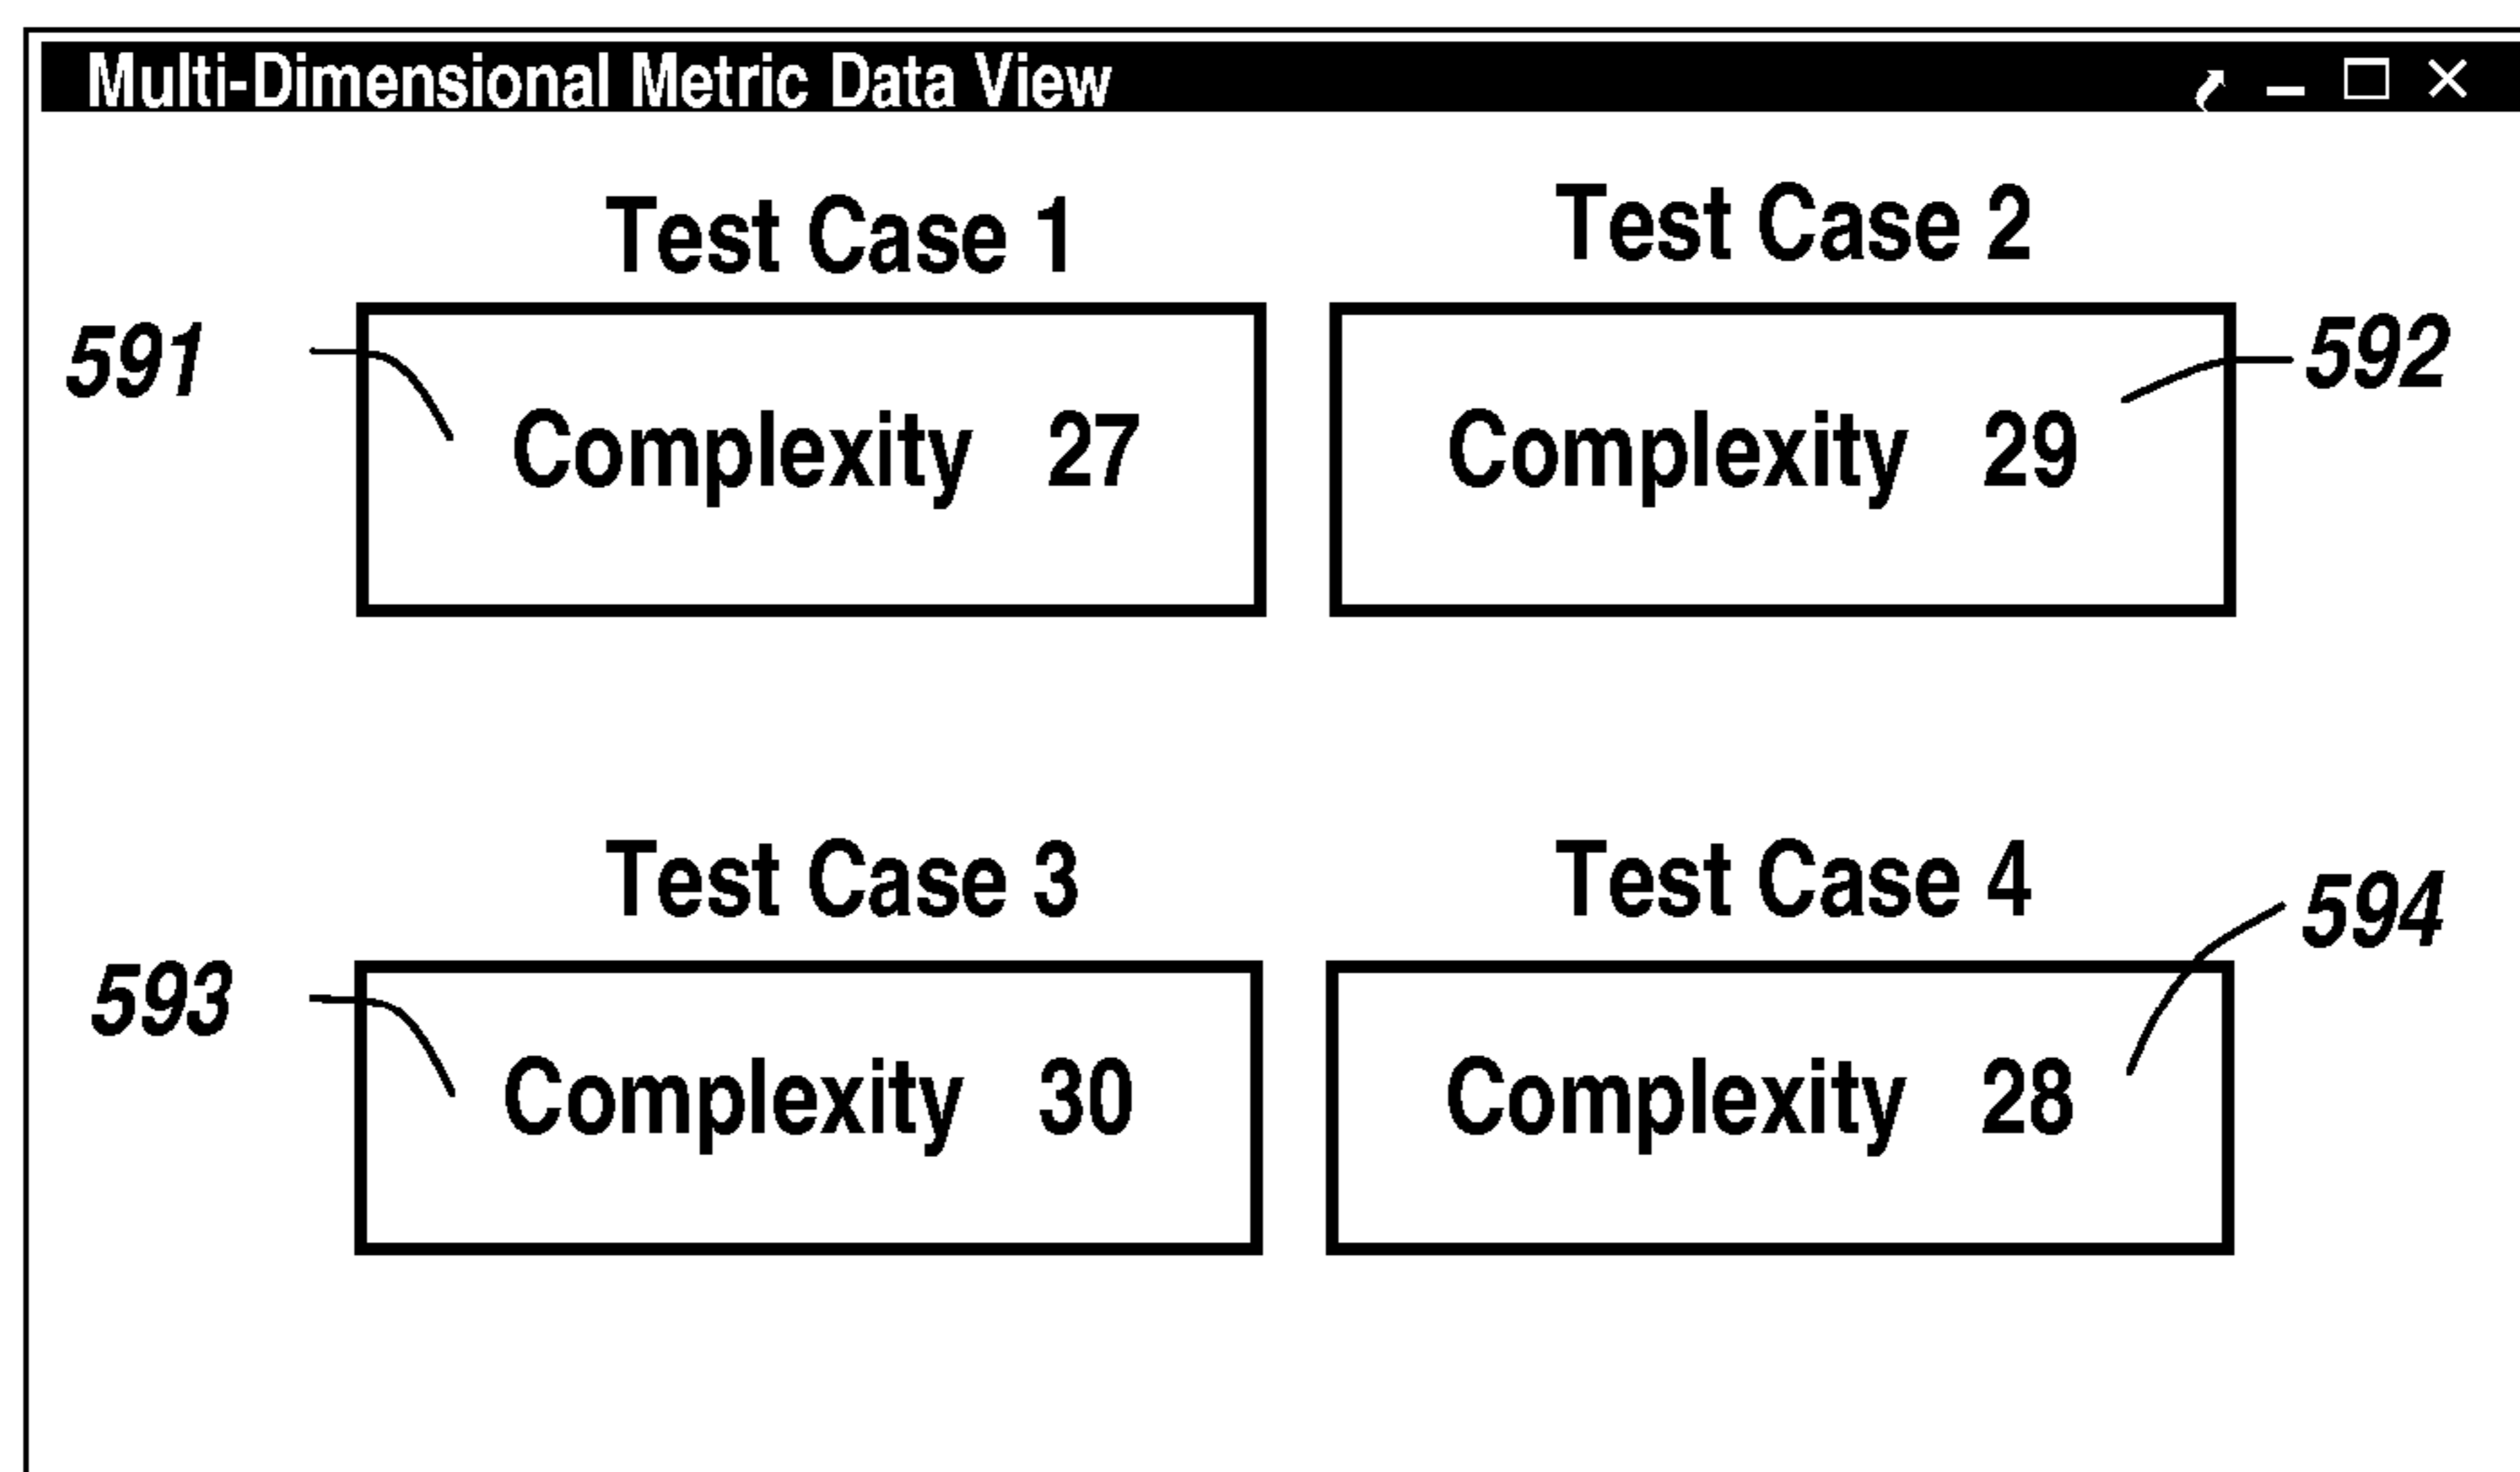 Multi-Dimensional Metric Data View
Test Case 1
Test Case 2
591
Complexity 27
Complexity 29
592
Test Case 3
Test Case 4
593
Complexity 30
Complexity 28
594